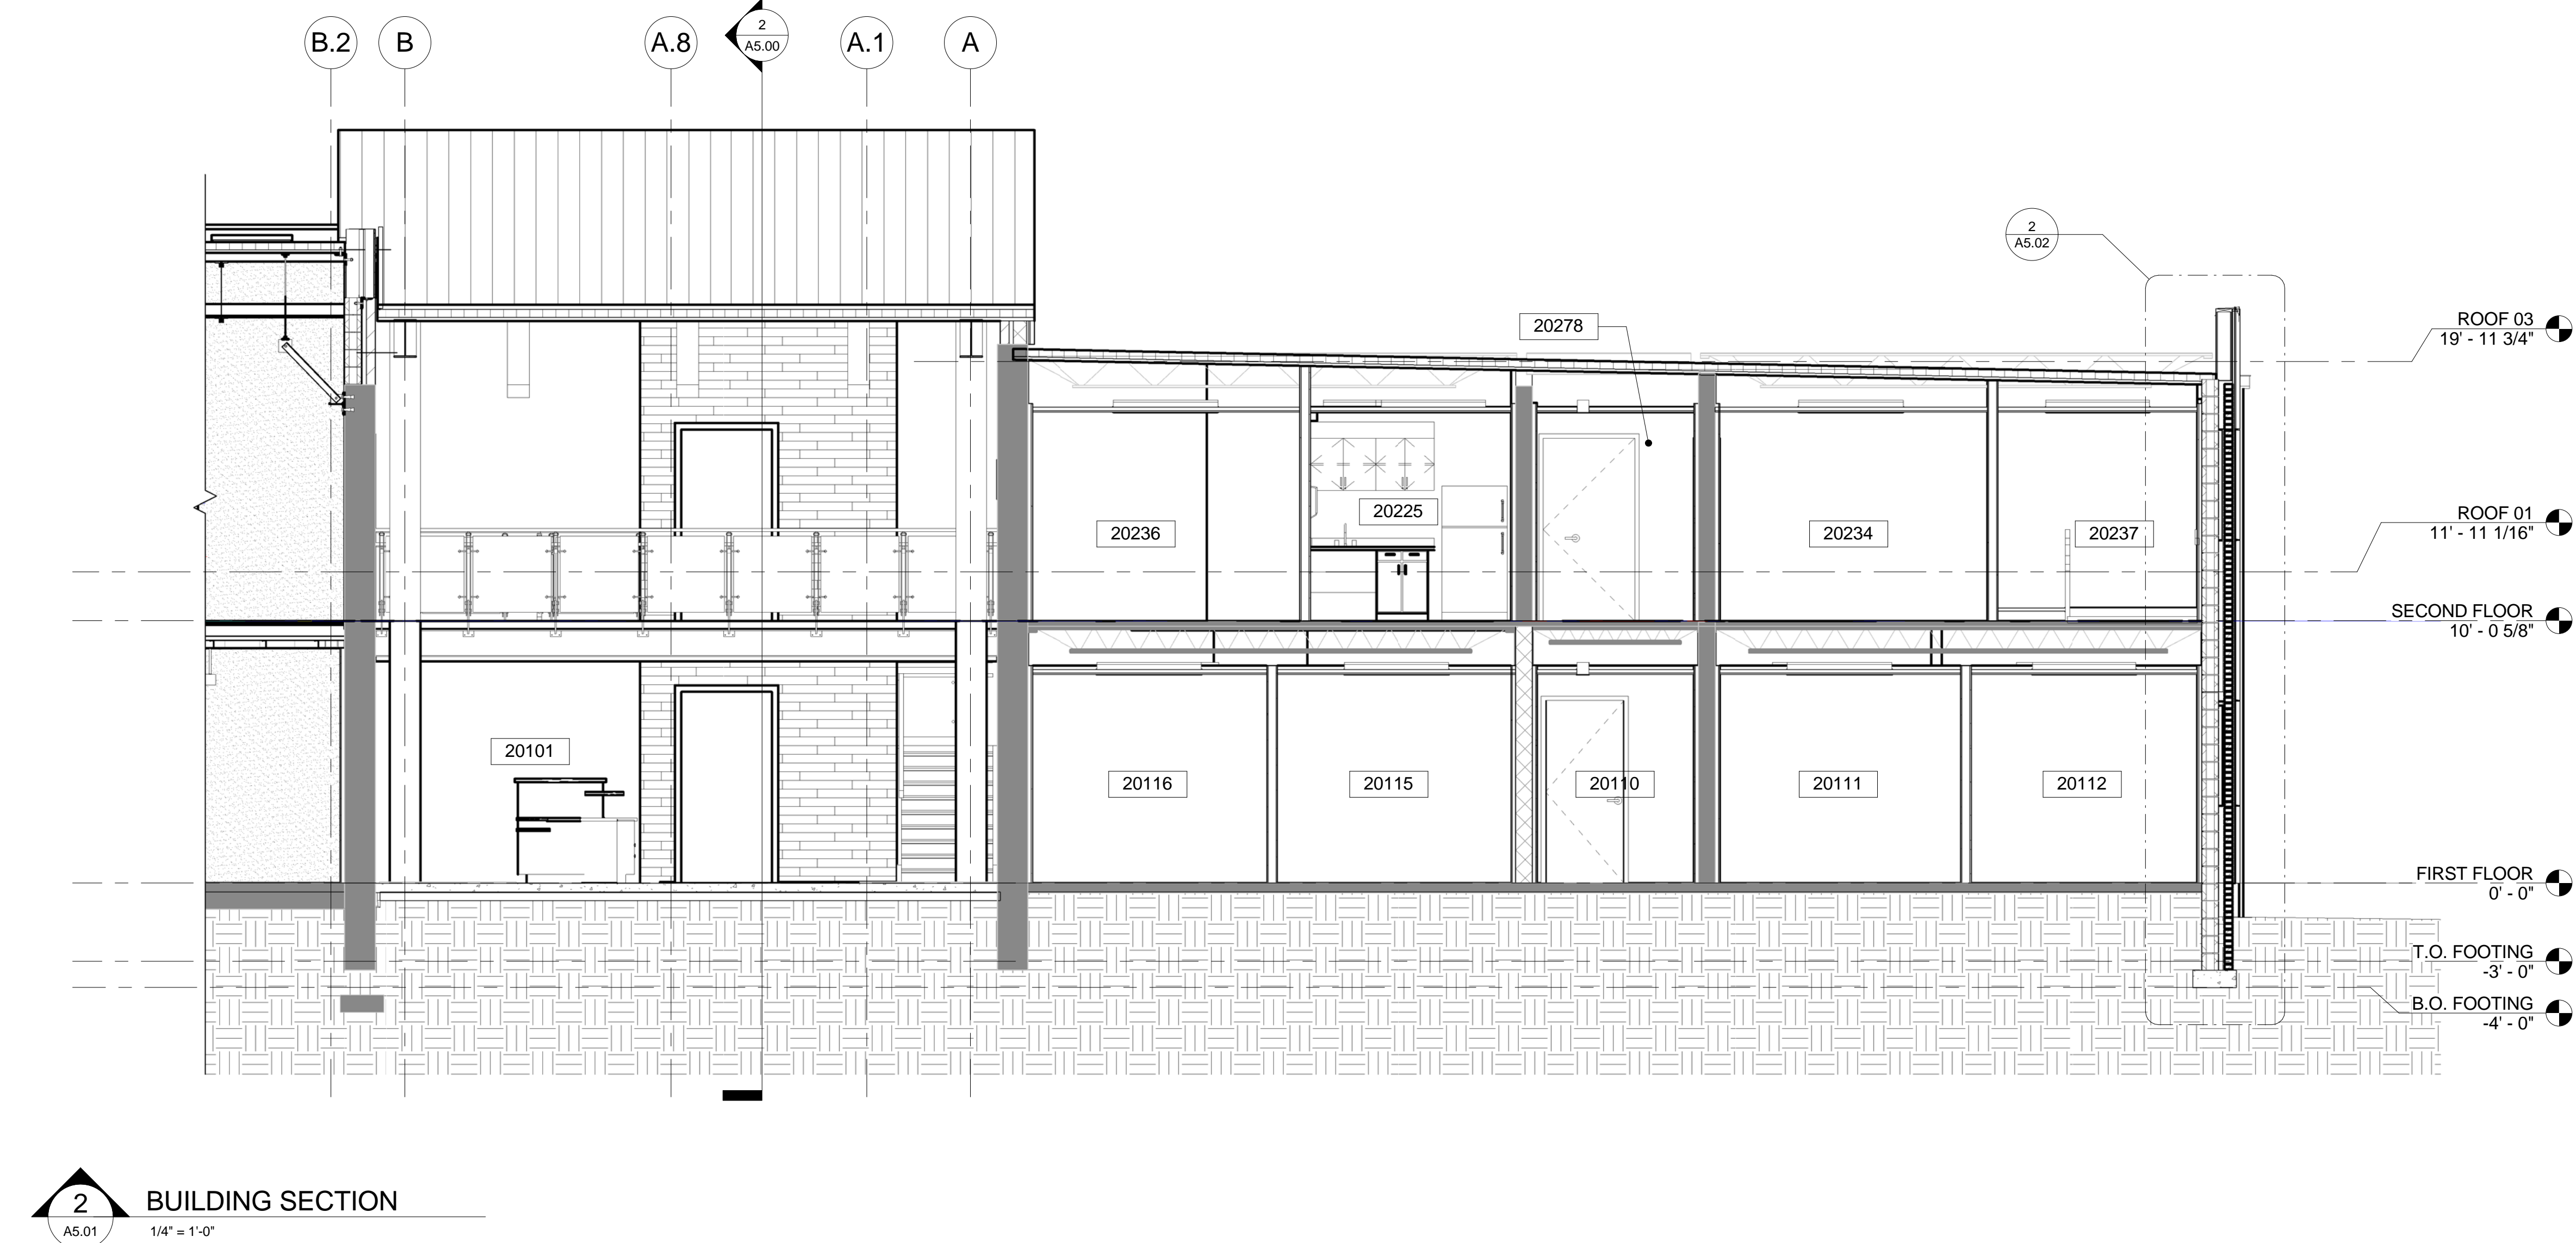 B.2
B
A.8
2
A5.00
A.1
A
2
A5.02
20278
ROOF 03
19' - 11 3/4"
20236
20225
20234
20237
ROOF 01
11' - 11 1/16"
SECOND FLOOR
10' - 0 5/8"
20101
20116
20115
20110
20111
20112
FIRST FLOOR
0' - 0"
T.O. FOOTING
-3' - 0"
B.O. FOOTING
-4' - 0"
2
A5.01
BUILDING SECTION
1/4" = 1'-0"